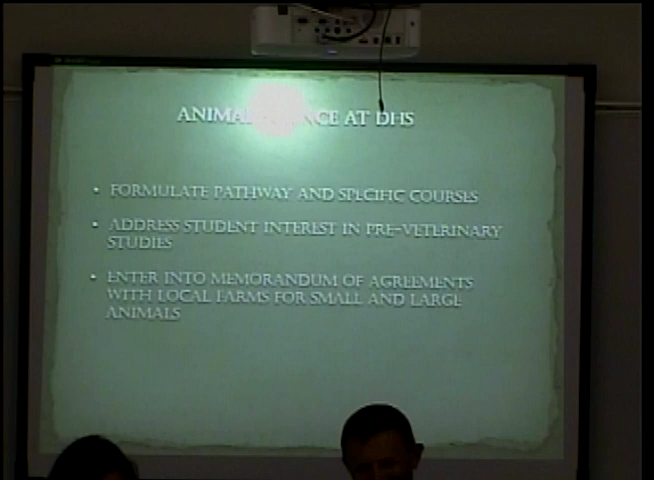 ANIMAL SCIENCE AT DHS
• FORMULATE PATHWAY AND SPECIFIC COURSES
• ADDRESS STUDENT INTEREST IN PRE-VETERINARY
STUDIES
• ENTER INTO MEMORANDUM OF AGREEMENTS
WITH LOCAL FARMS FOR SMALL AND LARGE
ANIMALS